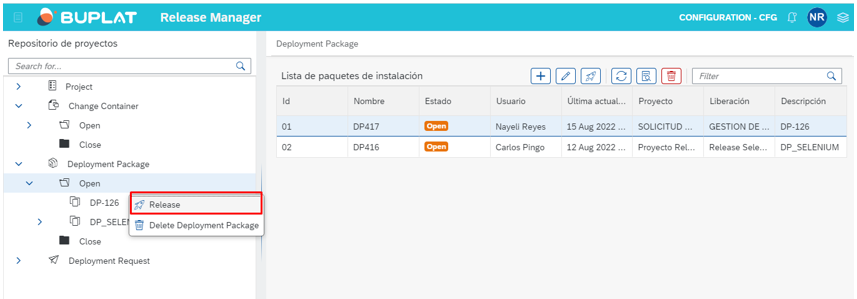 BUPLAT Release Manager CONFIGURATION - CFG NR
Repositorio de proyectos
Search for...
Project
Change Container
Open
Close
Deployment Package
Open
DP-126
DP_SELEN
Close
Deployment Request
Release
Delete Deployment Package
Deployment Package
Lista de paquetes de instalación
Filter
Id Nombre Estado Usuario Última actual... Proyecto Liberación Descripción
01 DP417 Open Nayeli Reyes 15 Aug 2022 ... SOLICITUD ... GESTION DE ... DP-126
02 DP416 Open Carlos Pingo 12 Aug 2022 ... Proyecto Rel... Release Sele... DP_SELENIUM